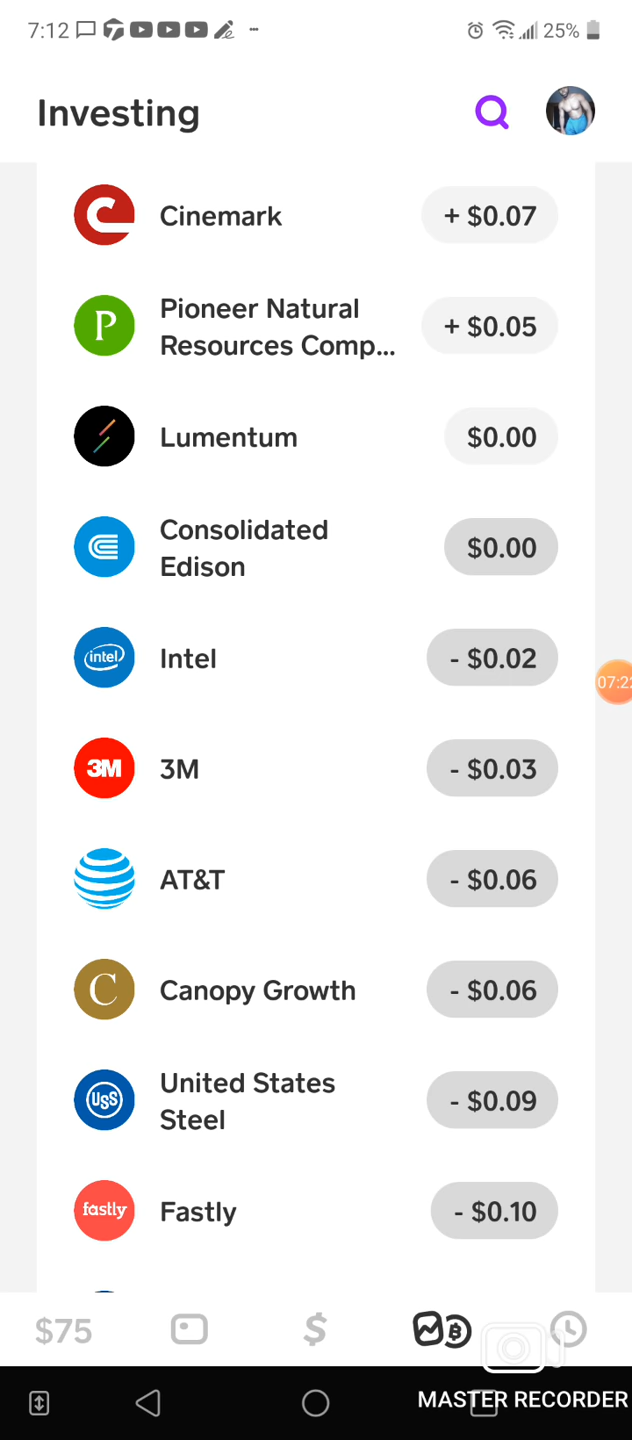 7:12
25%
Investing
Cinemark
+ $0.07
P
Pioneer Natural
Resources Comp...
+ $0.05
Lumentum
$0.00
Consolidated
Edison
$0.00
intel
Intel
- $0.02
3M
3M
- $0.03
AT&T
- $0.06
C
Canopy Growth
- $0.06
USS
United States
Steel
- $0.09
fastly
Fastly
- $0.10
07:22
$75
$
MASTER RECORDER